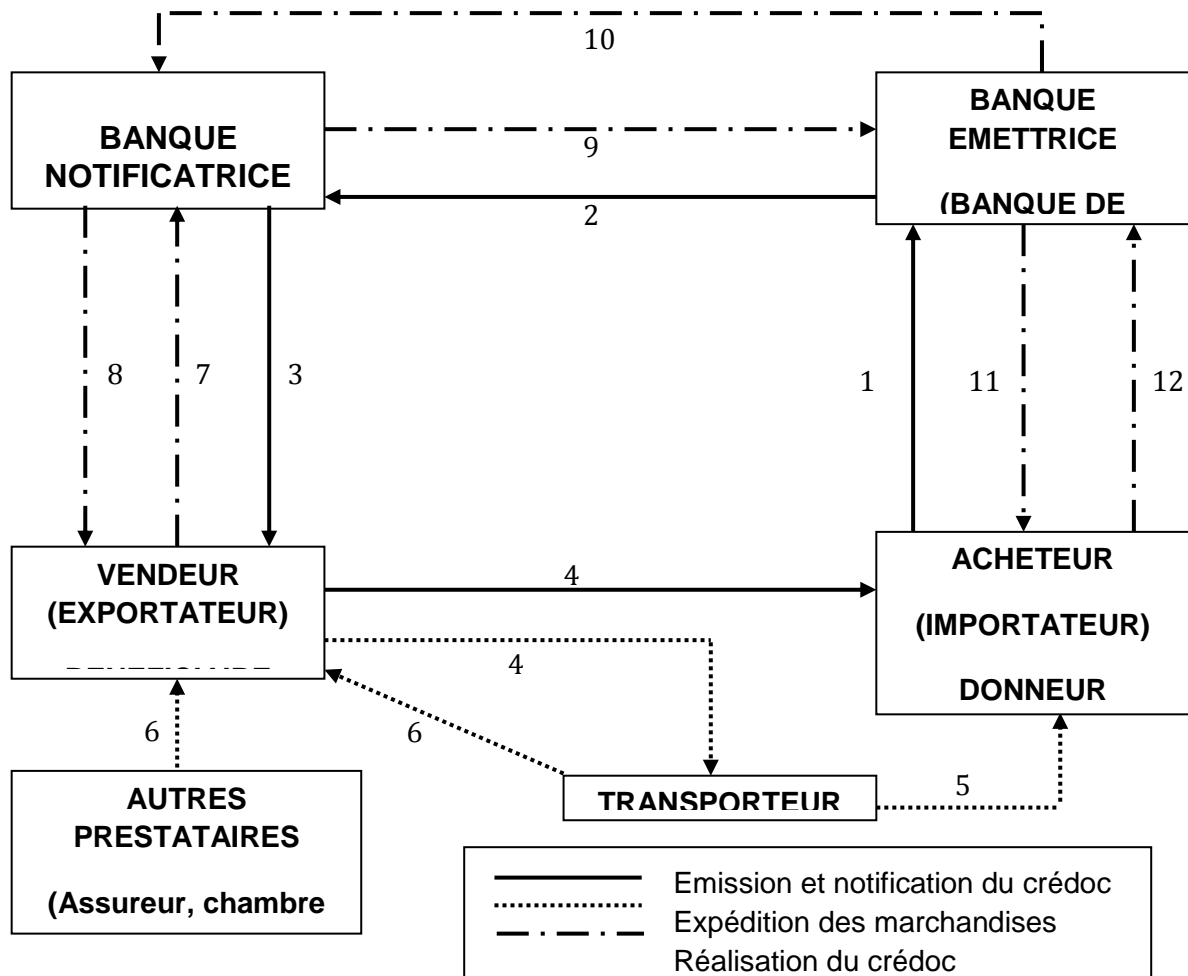 10
BANQUE
NOTIFICATRICE
BANQUE
EMETTRICE
(BANQUE DE
9
2
8
7
3
1
11
12
VENDEUR
(EXPORTATEUR)
4
ACHETEUR
(IMPORTATEUR)
DONNEUR
4
6
6
5
TRANSPORTEUR
AUTRES
PRESTATAIRES
(Assureur, chambre
Emission et notification du crédoc
Expédition des marchandises
Réalisation du crédoc